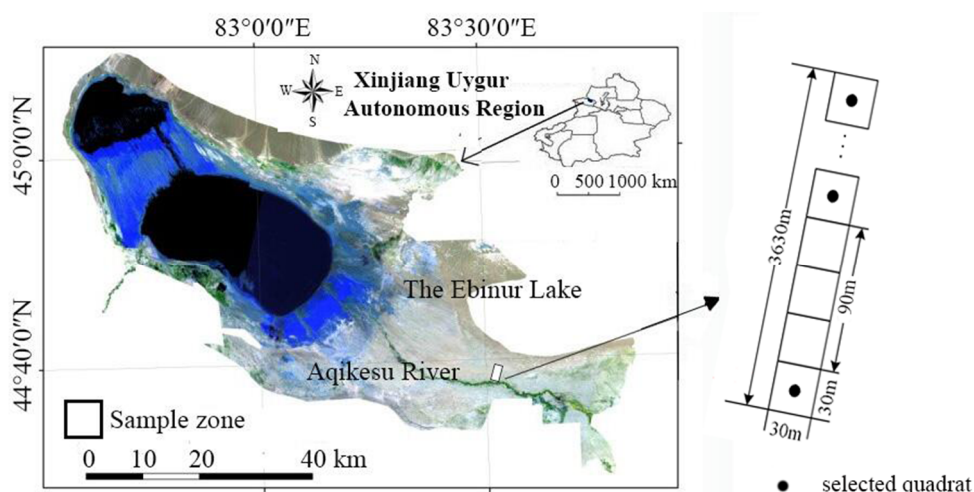 83°0′0″E 83°30′0″E
N
W E
S
Xinjiang Uygur
Autonomous Region
45°0′0″N
0 500 1000 km
3630m
90m
The Ebinur Lake
Aqikesu River
44°40′0″N
30m
30m
Sample zone
0 10 20 40 km
selected quadrat